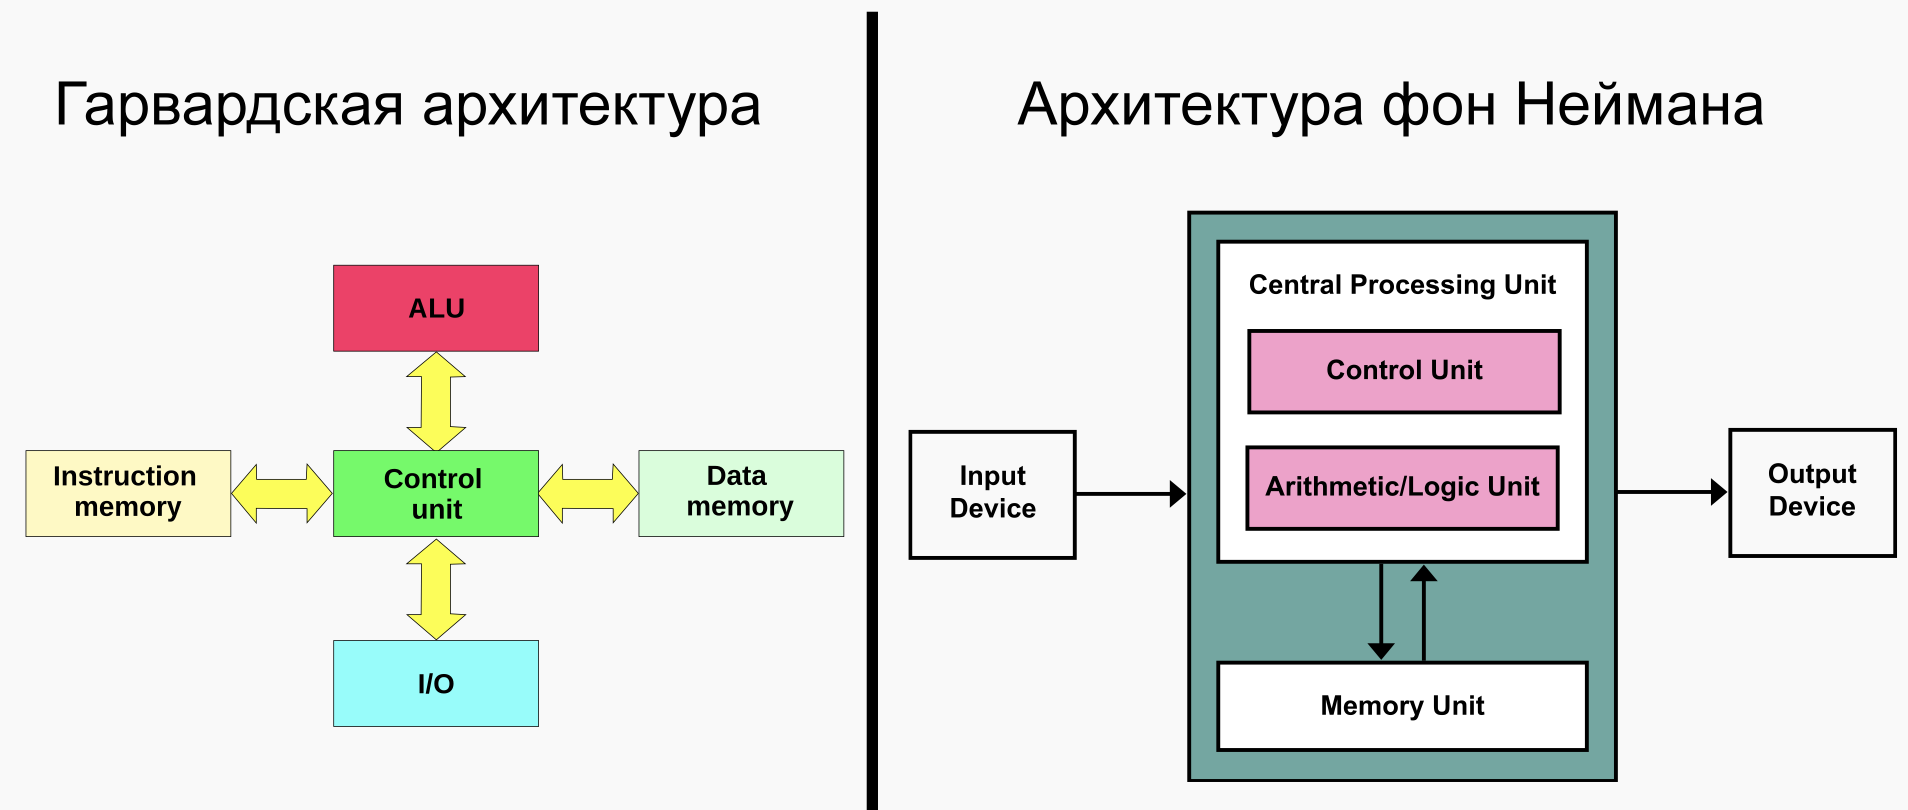 Гарвардская архитектура
ALU
Instruction
memory
Control
unit
Data
memory
I/O
Архитектура фон Неймана
Central Processing Unit
Control Unit
Arithmetic/Logic Unit
Input
Device
Output
Device
Memory Unit